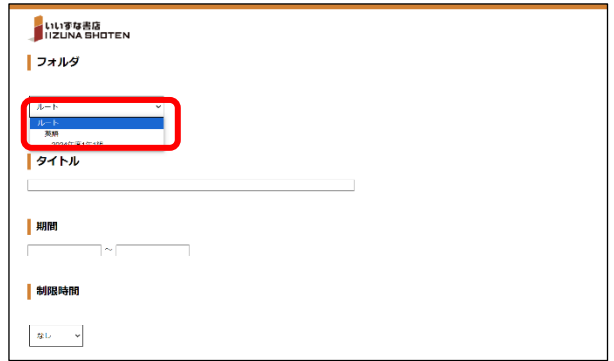 いいずな書店
IIZUNA SHOTEN
フォルダ
ルート
ルート
英語
タイトル
期間
～
制限時間
なし